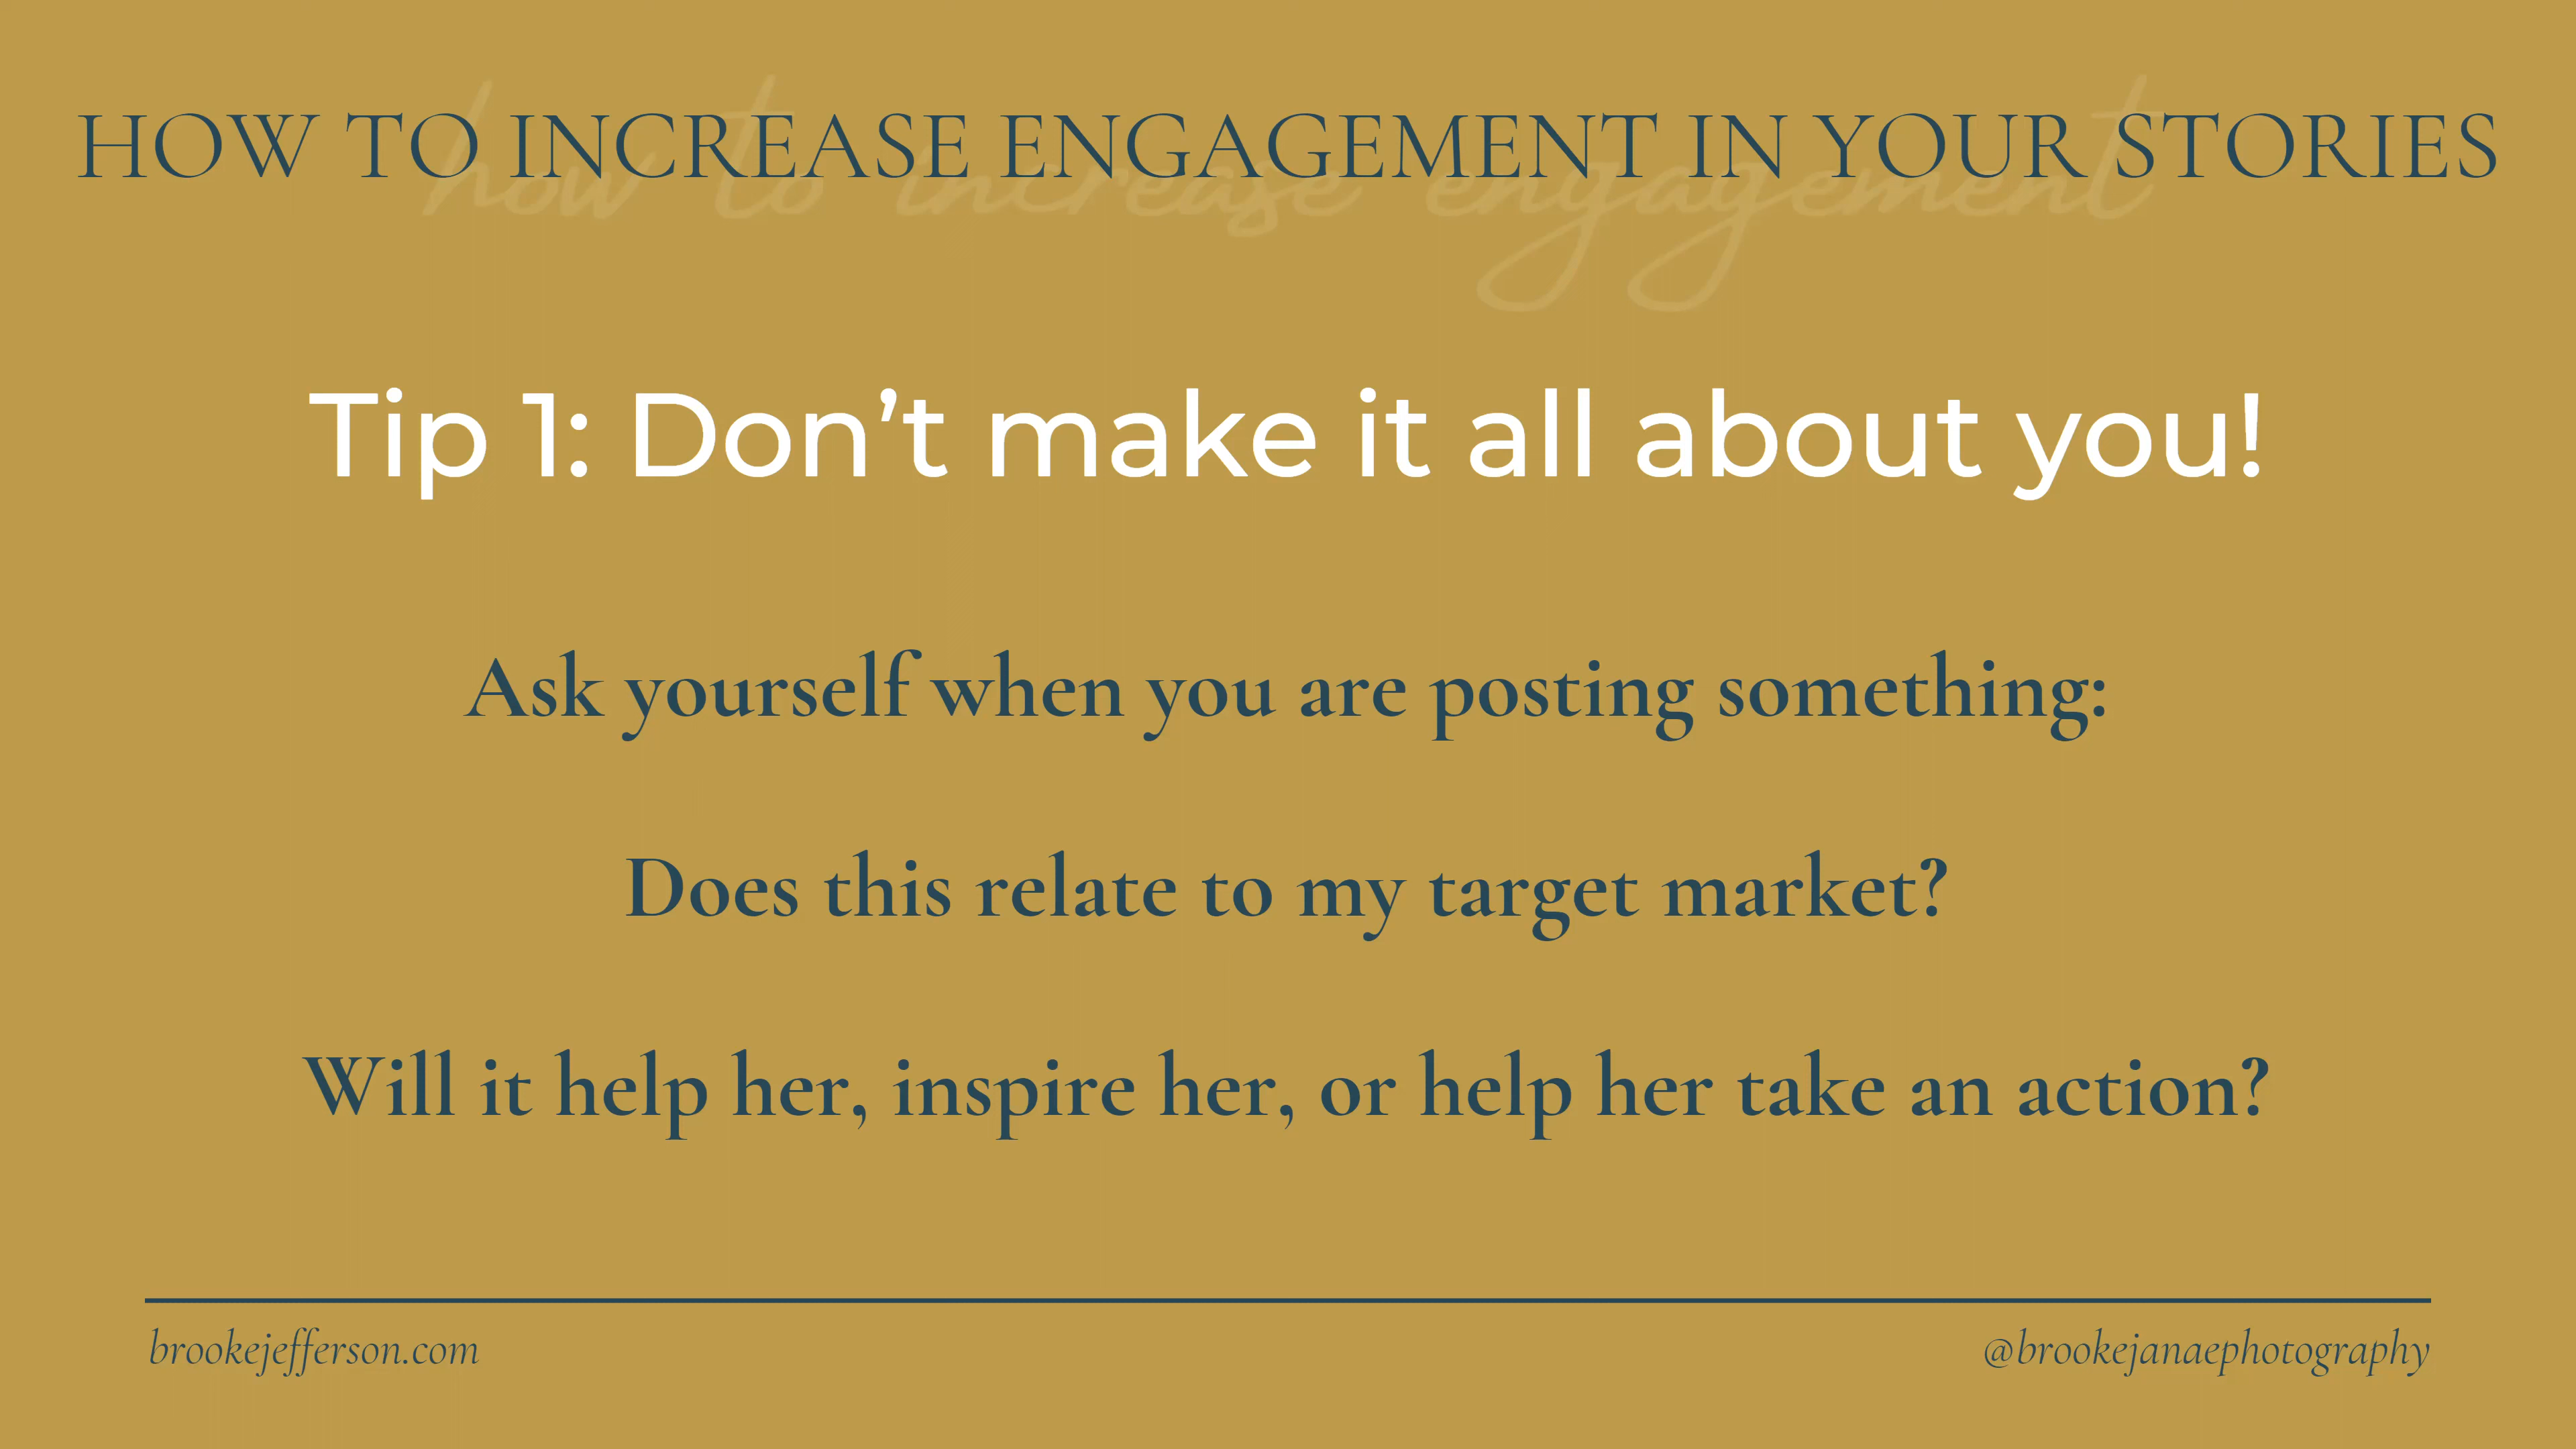 HOW TO INCREASE ENGAGEMENT IN YOUR STORIES
how to increase engagement
Tip 1: Don’t make it all about you!
Ask yourself when you are posting something:
Does this relate to my target market?
Will it help her, inspire her, or help her take an action?
brookejefferson.com
@brookejanaephotography